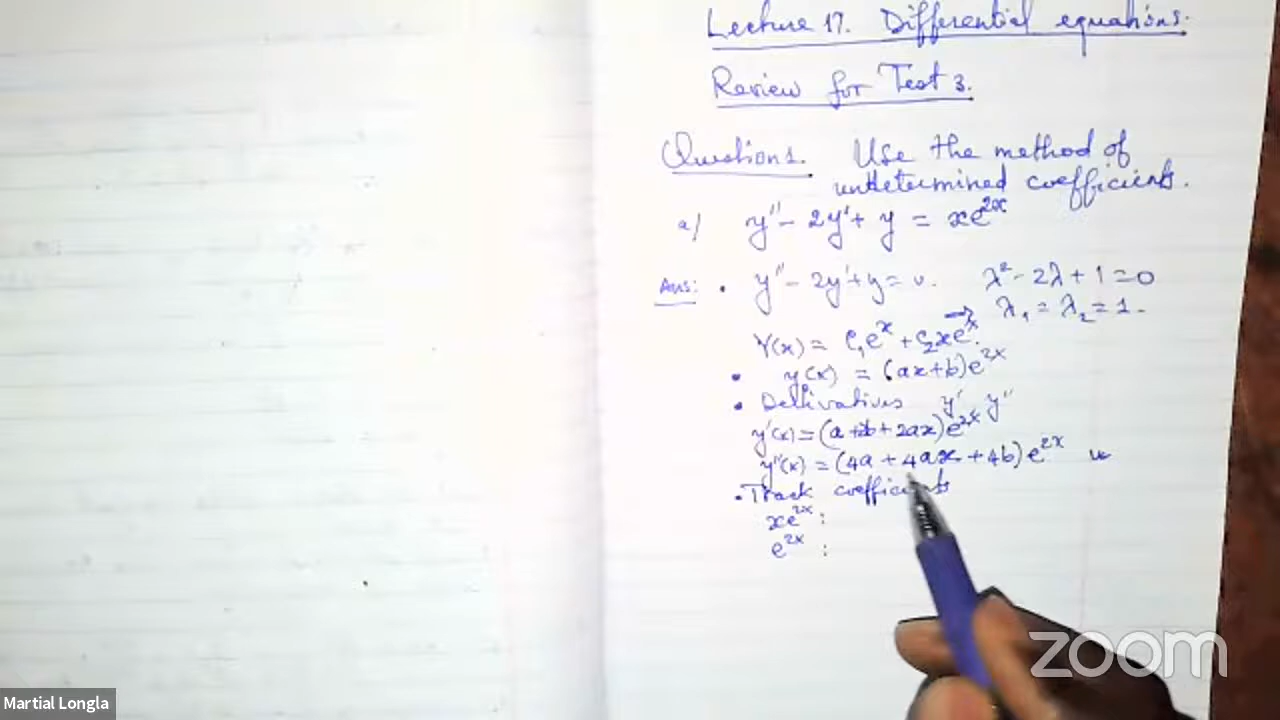 Lecture 17. Differential equations.
Review for Test 3.
Questions. Use the method of
undetermined coefficients.
a/ y'' - 2y' + y = xe^{2x}
Ans: • y'' - 2y' + y = 0. λ² - 2λ + 1 = 0
→ λ₁ = λ₂ = 1.
Y(x) = C₁e^x + C₂xe^x.
• y(x) = (ax+b)e^{2x}
• Derivatives y' y''
y'(x) = (a + 2b + 2ax)e^{2x}
y''(x) = (4a + 4ax + 4b)e^{2x}
• Track coefficients
xe^{2x} :
e^{2x} :
zoom
Martial Longla